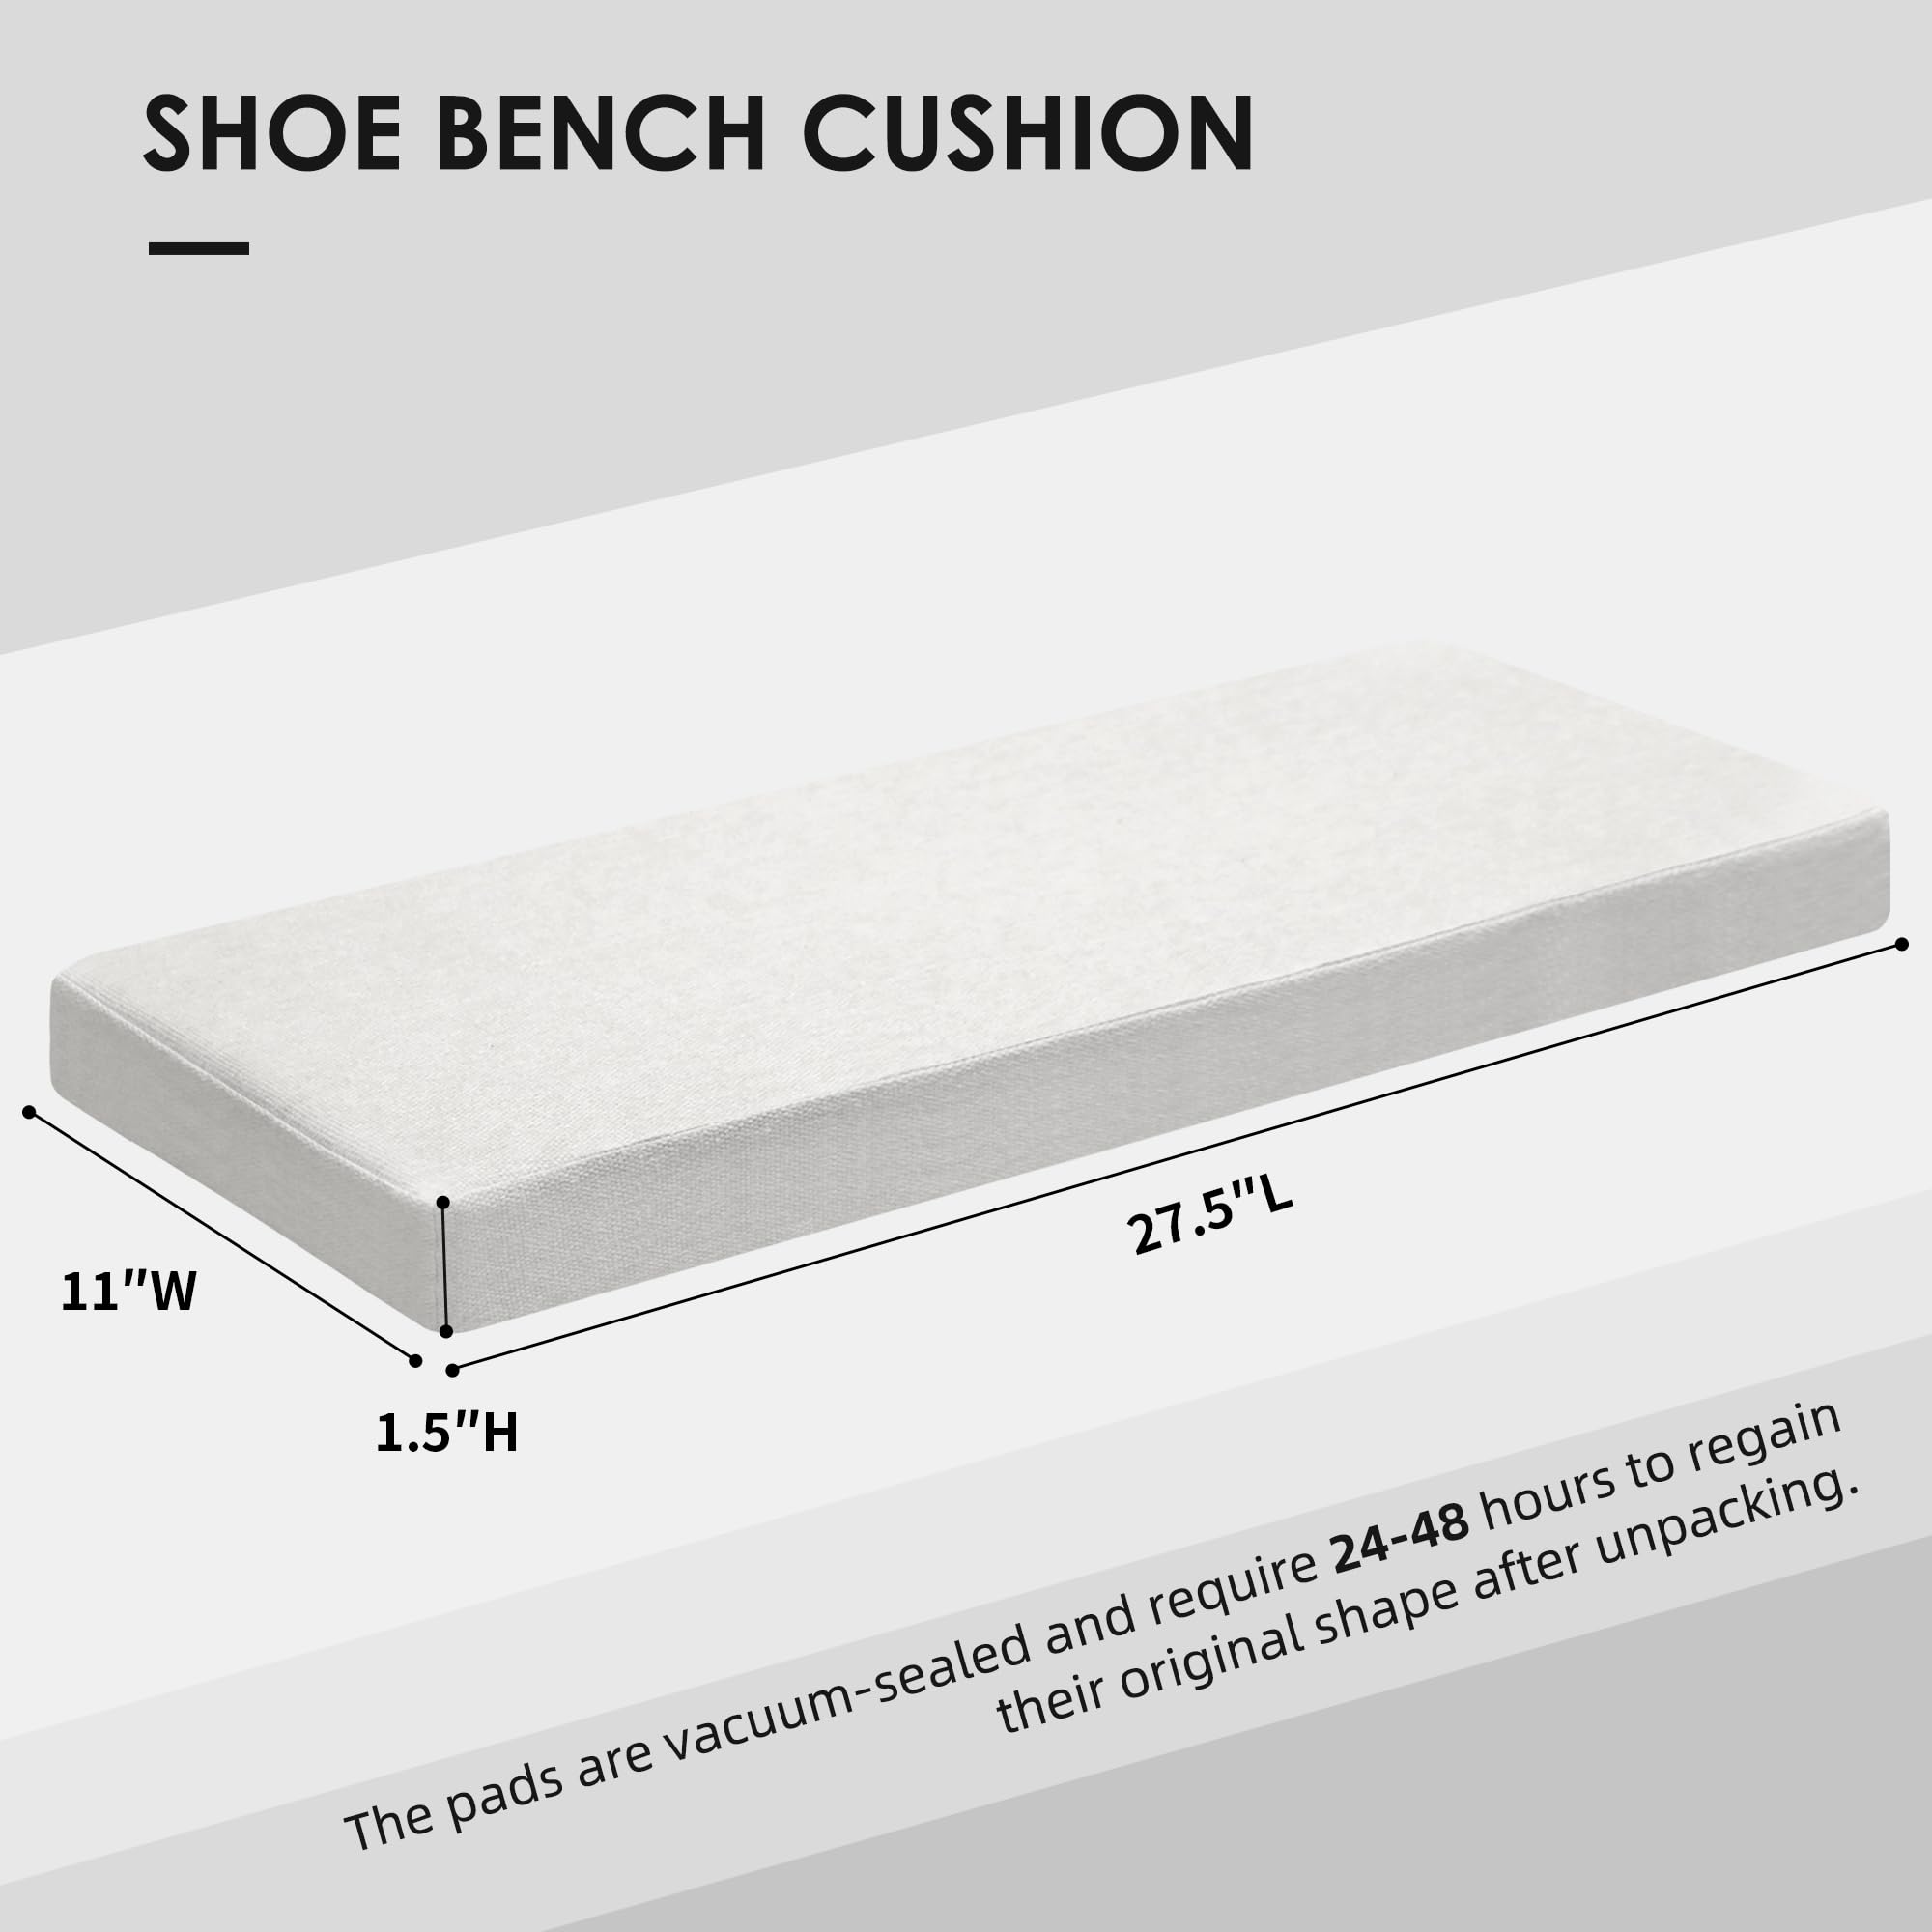 SHOE BENCH CUSHION
27.5"L
11"W
1.5"H
The pads are vacuum-sealed and require 24-48 hours to regain
their original shape after unpacking.